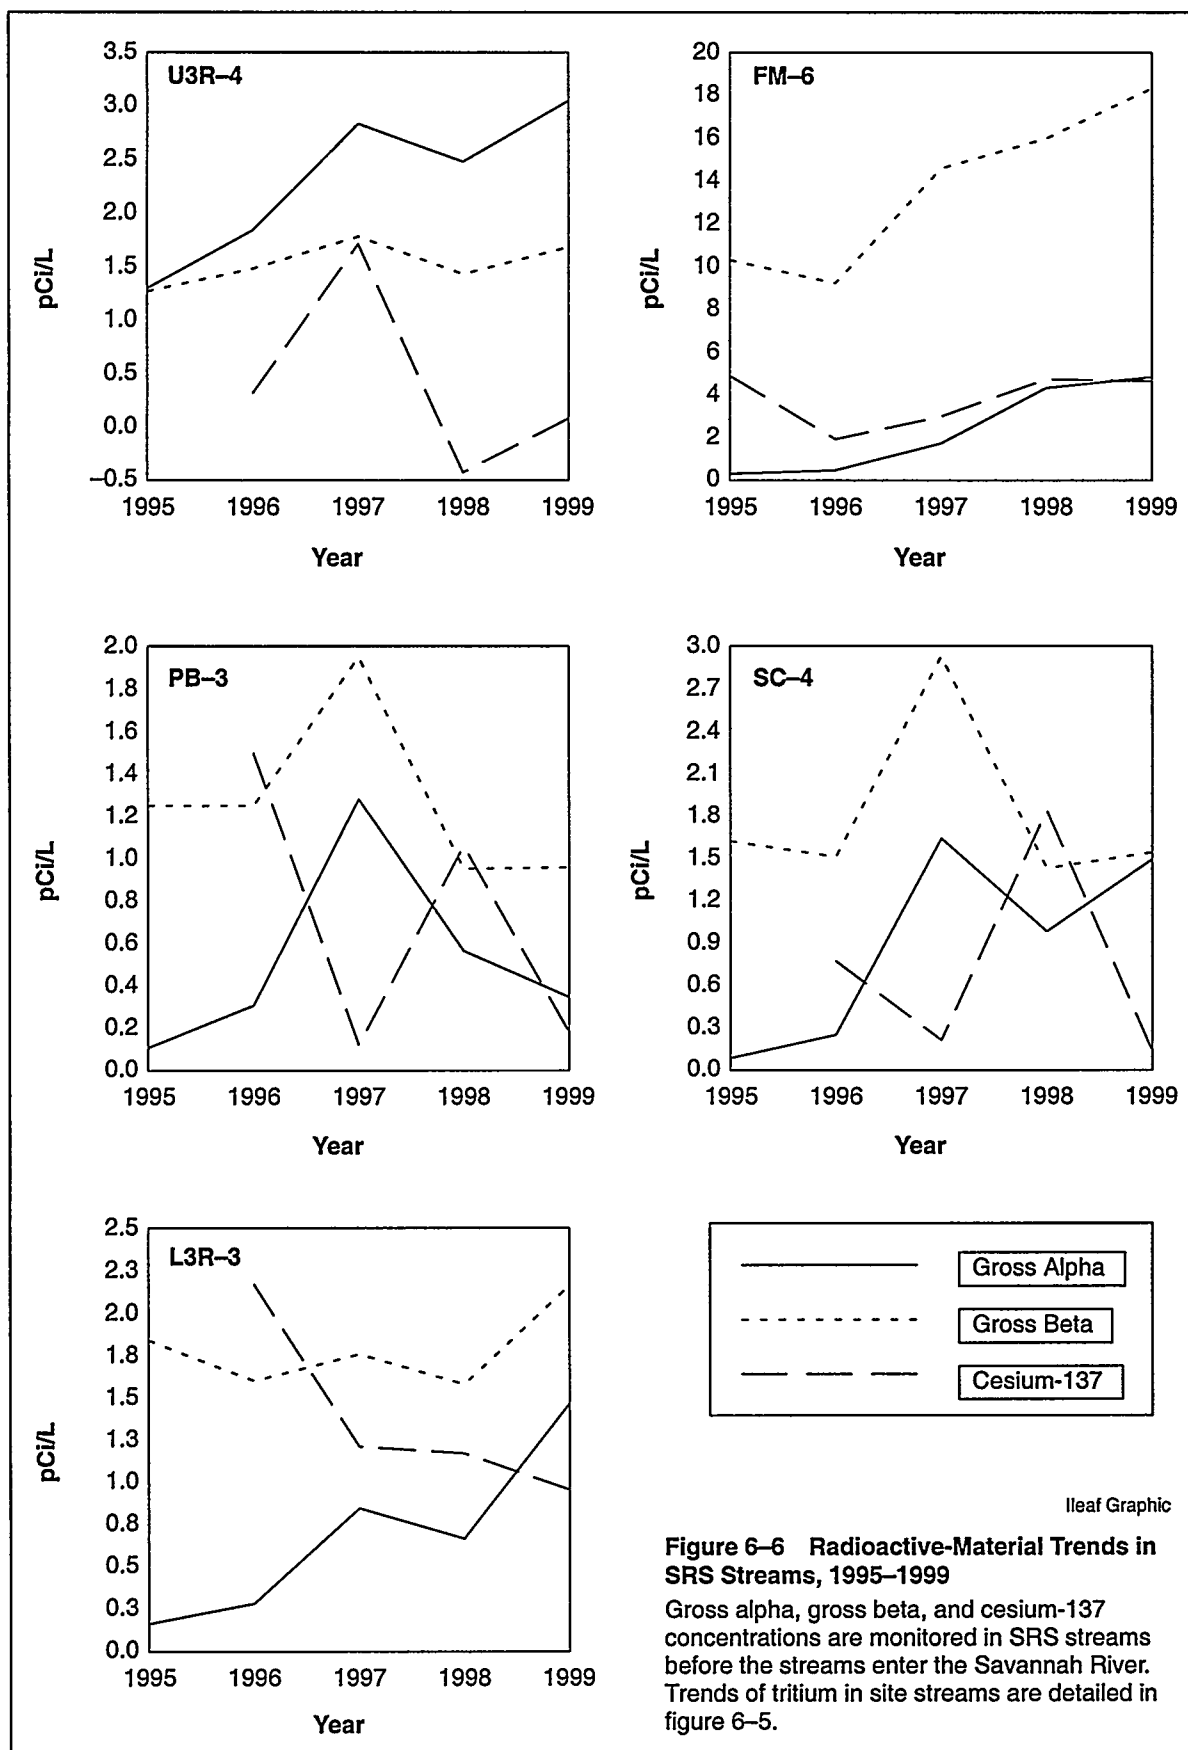 U3R–4
3.5
3.0
2.5
2.0
1.5
1.0
0.5
0.0
–0.5
pCi/L
1995 1996 1997 1998 1999
Year
FM–6
20
18
16
14
12
10
8
6
4
2
0
pCi/L
1995 1996 1997 1998 1999
Year
PB–3
2.0
1.8
1.6
1.4
1.2
1.0
0.8
0.6
0.4
0.2
0.0
pCi/L
1995 1996 1997 1998 1999
Year
SC–4
3.0
2.7
2.4
2.1
1.8
1.5
1.2
0.9
0.6
0.3
0.0
pCi/L
1995 1996 1997 1998 1999
Year
L3R–3
2.5
2.3
2.0
1.8
1.5
1.3
1.0
0.8
0.5
0.3
0.0
pCi/L
1995 1996 1997 1998 1999
Year
Gross Alpha
Gross Beta
Cesium-137
Ileaf Graphic
Figure 6–6 Radioactive-Material Trends in
SRS Streams, 1995–1999
Gross alpha, gross beta, and cesium-137
concentrations are monitored in SRS streams
before the streams enter the Savannah River.
Trends of tritium in site streams are detailed in
figure 6–5.